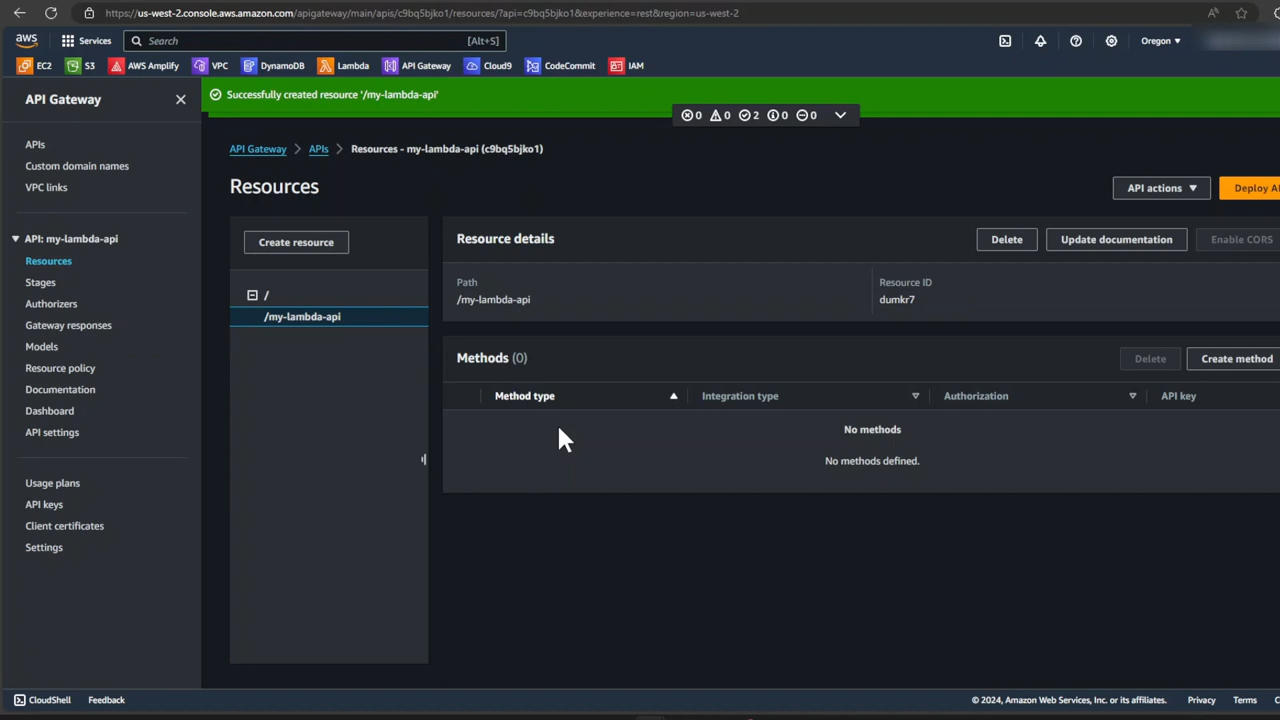 https://us-west-2.console.aws.amazon.com/apigateway/main/apis/c9bq5bjko1/resources/?api=c9bq5bjko1&experience=rest&region=us-west-2
aws Services Search [Alt+S] Oregon
EC2 S3 AWS Amplify VPC DynamoDB Lambda API Gateway Cloud9 CodeCommit IAM
API Gateway
APIs
Custom domain names
VPC links
API: my-lambda-api
Resources
Stages
Authorizers
Gateway responses
Models
Resource policy
Documentation
Dashboard
API settings
Usage plans
API keys
Client certificates
Settings
Successfully created resource '/my-lambda-api'
0 0 2 0 0
API Gateway > APIs > Resources - my-lambda-api (c9bq5bjko1)
Resources
API actions Deploy AP
Create resource
/
/my-lambda-api
Resource details
Delete Update documentation Enable CORS
Path
/my-lambda-api
Resource ID
dumkr7
Methods (0)
Delete Create method
Method type Integration type Authorization API key
No methods
No methods defined.
CloudShell Feedback © 2024, Amazon Web Services, Inc. or its affiliates. Privacy Terms C